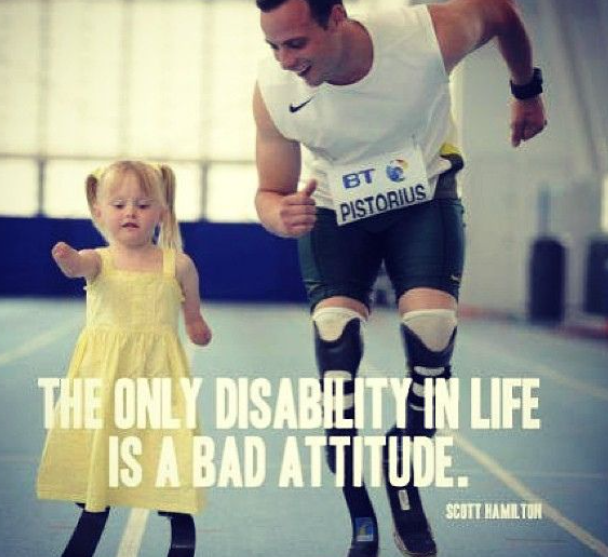 BT
PISTORIUS
THE ONLY DISABILITY IN LIFE
IS A BAD ATTITUDE.
SCOTT HAMILTON